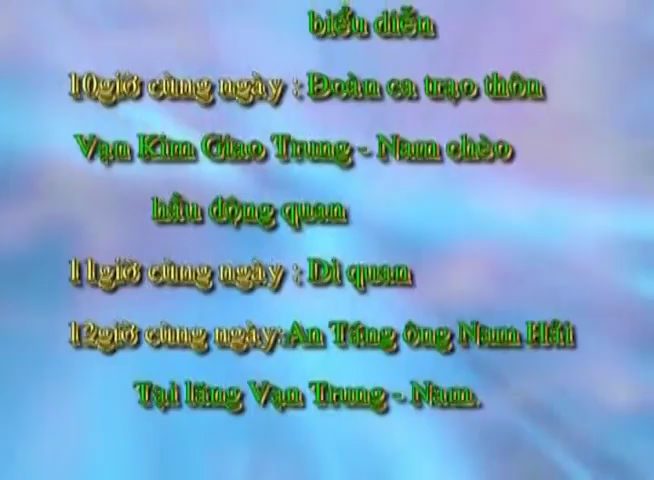 biểu diễn
10giờ cùng ngày : Đoàn ca trạo thôn
Vạn Kim Giao Trung - Nam chèo
hầu động quan
11giờ cùng ngày : Di quan
12giờ cùng ngày:An Táng ông Nam Hải
Tại lăng Vạn Trung - Nam.